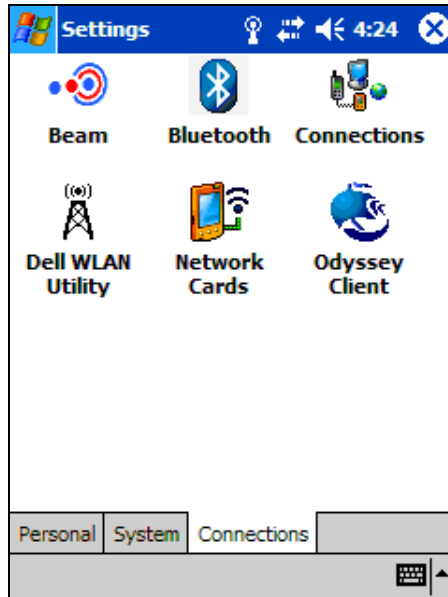 Settings 4:24
Beam Bluetooth Connections
Dell WLAN Utility
Network Cards
Odyssey Client
Personal System Connections